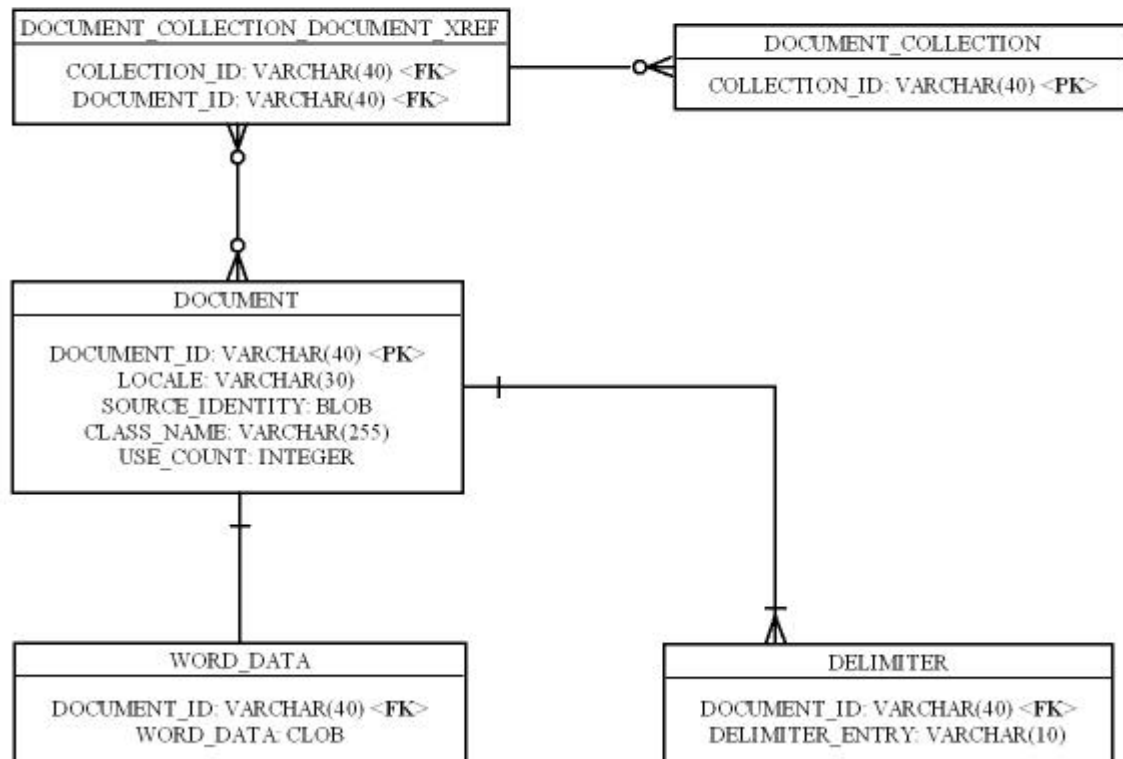 DOCUMENT_COLLECTION_DOCUMENT_XREF
COLLECTION_ID: VARCHAR(40) <FK>
DOCUMENT_ID: VARCHAR(40) <FK>
DOCUMENT_COLLECTION
COLLECTION_ID: VARCHAR(40) <PK>
DOCUMENT
DOCUMENT_ID: VARCHAR(40) <PK>
LOCALE: VARCHAR(30)
SOURCE_IDENTITY: BLOB
CLASS_NAME: VARCHAR(255)
USE_COUNT: INTEGER
WORD_DATA
DOCUMENT_ID: VARCHAR(40) <FK>
WORD_DATA: CLOB
DELIMITER
DOCUMENT_ID: VARCHAR(40) <FK>
DELIMITER_ENTRY: VARCHAR(10)